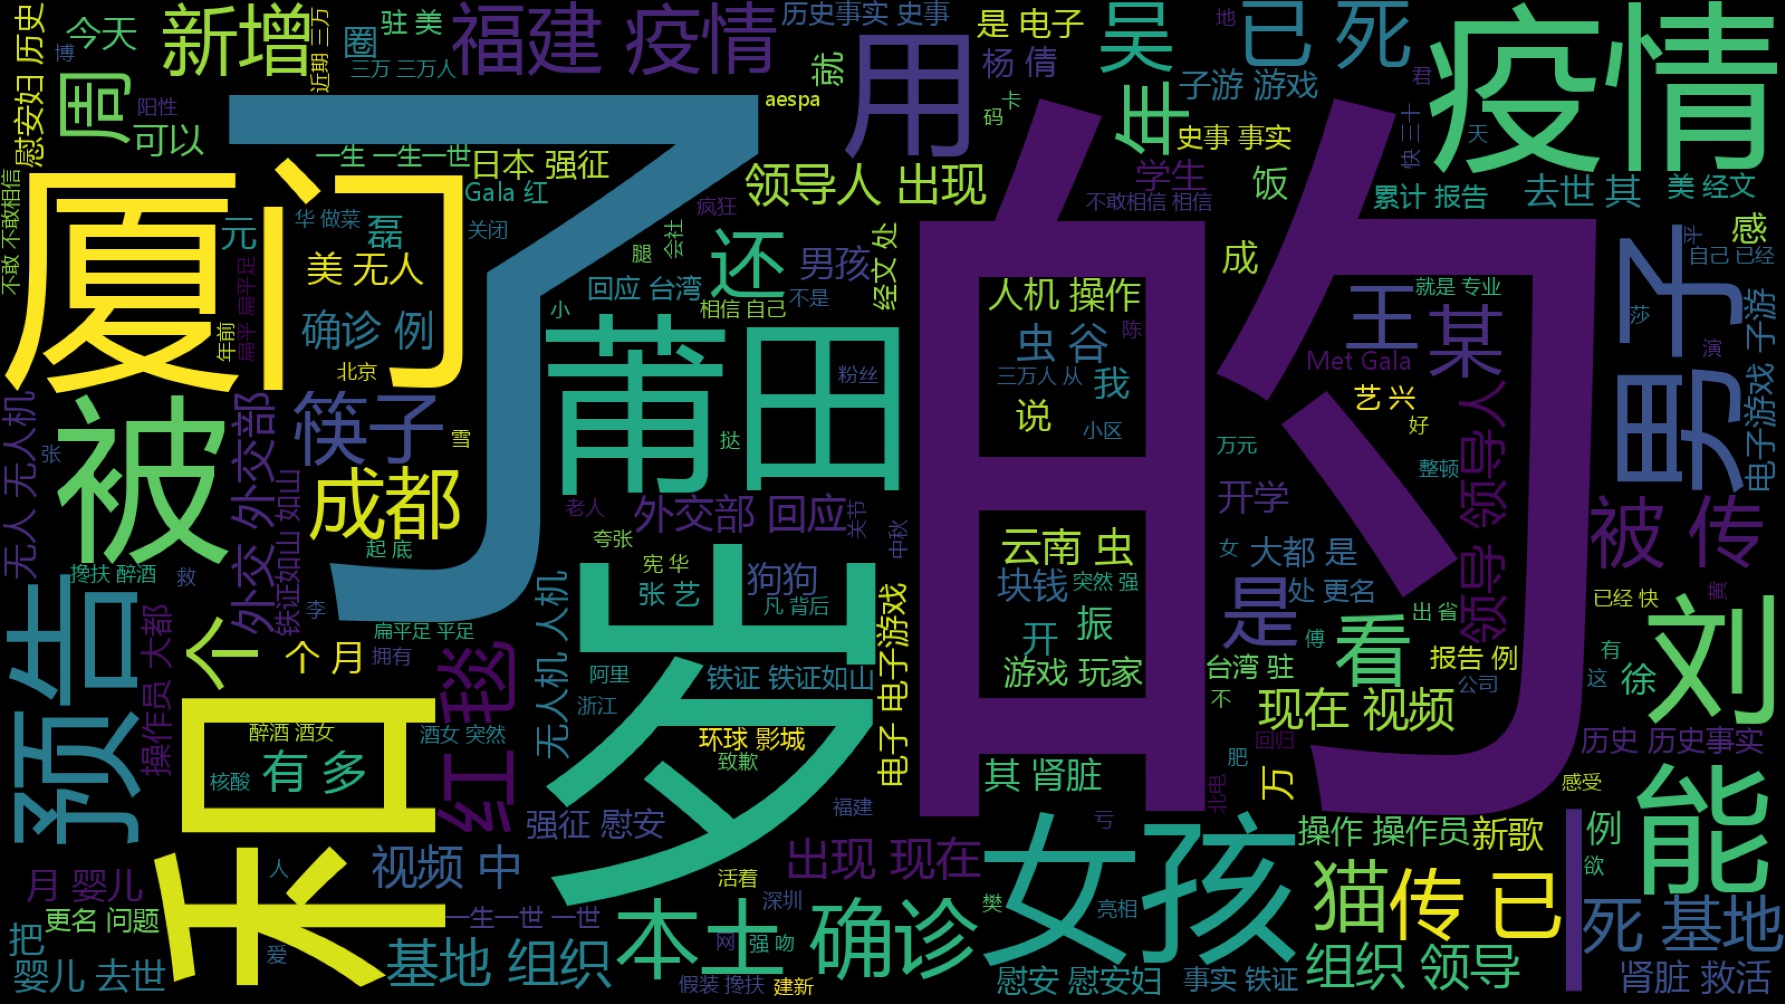 慰安妇 历史
今天
博
新增
近期 三万
圈
驻 美
三万 三万人
福建 疫情
历史事实 史事
就
用
是 电子
杨 倩
吴
已 死
地
疫情
子游 游戏
君
周
阳性
可以
aespa
码
卡
年
史事 事实
快 三十
天
了
的
一生 一生一世
日本 强征
Gala 红
领导人 出现
学生
不敢相信 相信
饭
累计 报告
去世 其
美 经文
不敢 不敢相信
厦门
元
华 做菜
磊
关闭
疯狂
美 无人
扁平 扁平足
年前
确诊 例
北京
腿
会社
还
男孩
经文 处
回应 台湾
相信 自己
不是
小
成
男子
平
感
自己 已经
人机 操作
虫 谷
陈
三万人 从
我
说
小区
王
就是 专业
某
Met Gala
艺 兴
好
莎
演
电子游戏 子游
莆田
粉丝
挞
被
无人 无人机
张
外交 外交部
筷子
雪
成都
铁证如山 如山
起 底
搀扶 醉酒
救
李
老人
外交部 回应
关节
中秋
夸张
宪 华
张 艺
狗狗
凡 背后
万元
整顿
开学
领导 领导人
被 传
云南 虫
块钱
突然 强
振
开
游戏 玩家
女
大都 是
是
处 更名
傅
出 省
看
黄
已经 快
刘
预告
操作员 大都
个
个 月
扁平足 平足
拥有
红毯
无人机 人机
岁
阿里
浙江
铁证 铁证如山
电子 电子游戏
台湾 驻
报告 例
公司
不
现在 视频
有
这
徐
历史 历史事实
和
醉酒 酒女
有 多
核酸
酒女 突然
环球 影城
致歉
其 肾脏
肥
回归
北电
万
感受
能
强征 慰安
福建
亏
女孩
操作 操作员
新歌
例
欲
月 婴儿
更名 问题
把
婴儿 去世
人
爱
视频 中
一生一世 一世
基地 组织
活着
出现 现在
深圳
本土
网
强 吻
确诊
假装 搀扶
建新
樊
亮相
慰安 慰安妇
事实 铁证
猫
传 已
组织 领导
死 基地
肾脏 救活